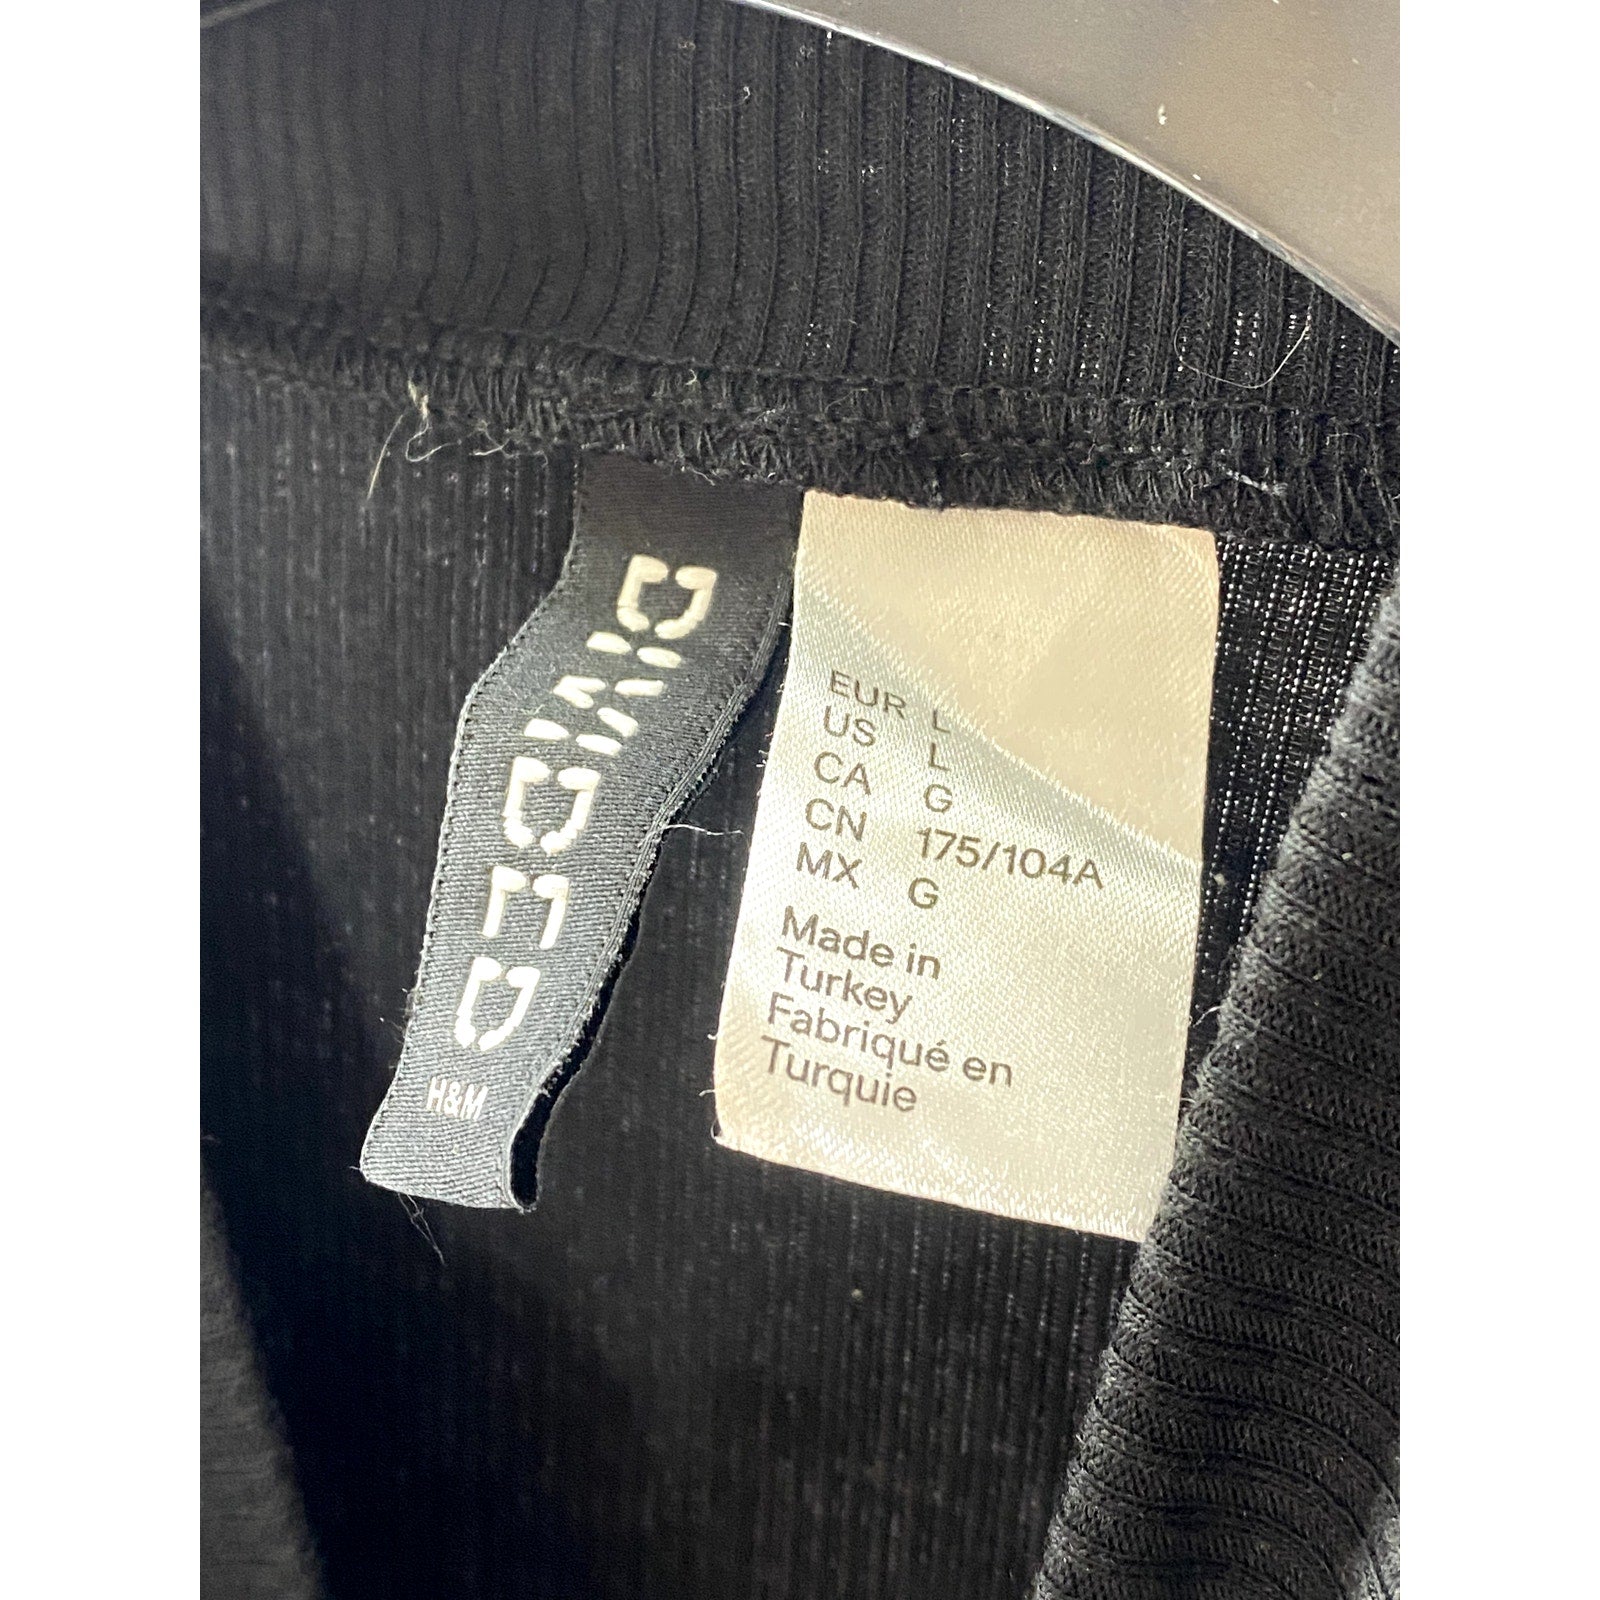 DIVIDED
H&M
EUR L
US L
CA G
CN 175/104A
MX G
Made in
Turkey
Fabriqué en
Turquie